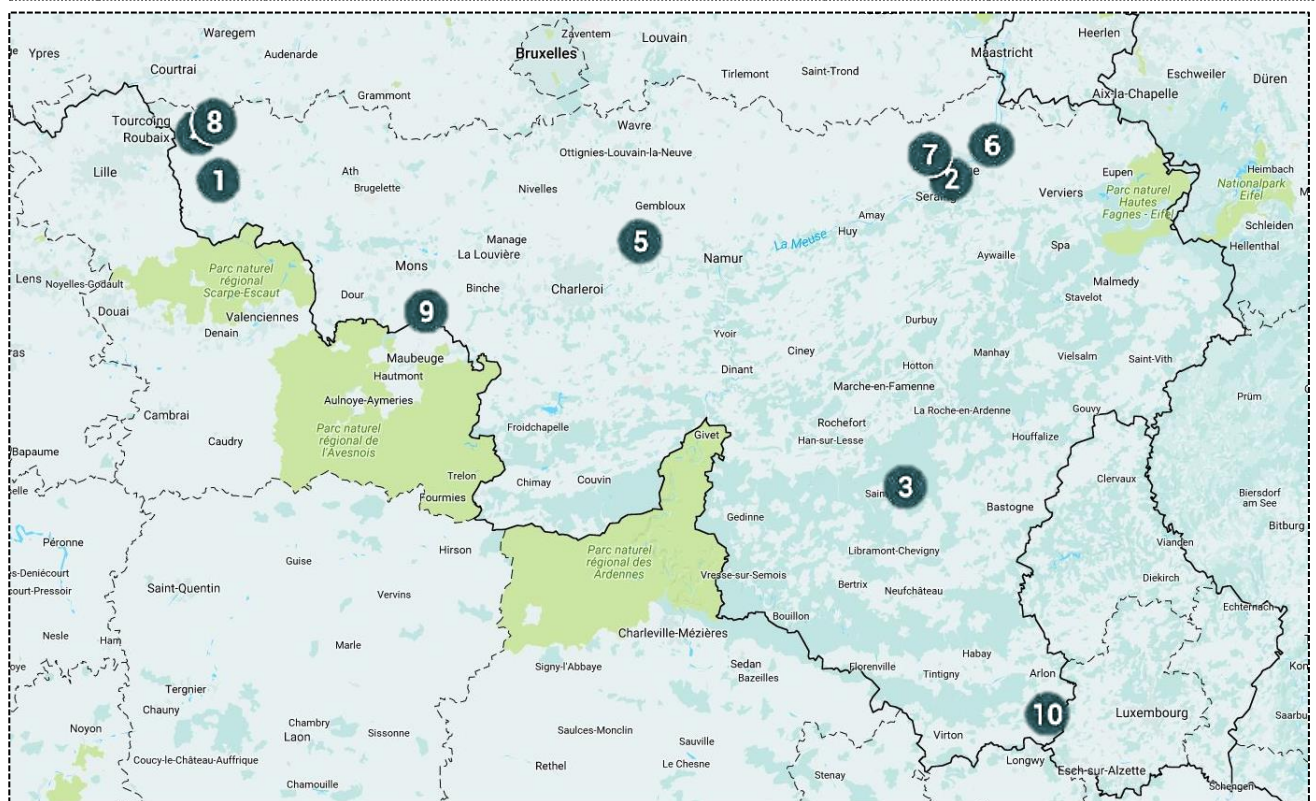 Waregem
Zaventem
Louvain
Heerlen
Ypres
Audenarde
Bruxelles
Maastricht
Courtrai
Tirlemont
Saint-Trond
Eschweiler
Düren
Grammont
Aix-la-Chapelle
Tourcoing
8
Wavre
Roubaix
7
6
Ottignies-Louvain-la-Neuve
Lille
1
Ath
2
Eupen
Heimbach
Brugelette
Nivelles
Verviers
Parc naturel
Hautes
Fagnes - Eifel
Nationalpark
Eifel
Gembloux
Amay
Schleiden
5
La Meuse
Huy
Manage
La Louvière
Spa
Hellenthal
Parc naturel
régional
Scarpe-Escaut
Mons
Namur
Aywaille
Lens
Noyelles-Godault
Binche
Charleroi
Malmedy
Dour
Stavelot
Douai
9
Valenciennes
Denain
Yvoir
Durbuy
Maubeuge
Ciney
Manhay
Vielsalm
Saint-Vith
Hautmont
Dinant
Hotton
Marche-en-Famenne
Aulnoye-Aymeries
Prüm
Cambrai
La Roche-en-Ardenne
Gouvy
Parc naturel
régional de
l'Avesnois
Froidchapelle
Rochefort
Caudry
Givet
Han-sur-Lesse
Houffalize
Bapaume
Trelon
Chimay
Couvin
3
Clervaux
Fourmies
Bastogne
Biersdorf
am See
Gedinne
Bitburg
Péronne
Hirson
Parc naturel
régional des
Ardennes
Libramont-Chevigny
Vianden
Guise
Vresse-sur-Semois
Diekirch
Saint-Quentin
Bertrix
Neufchâteau
Vervins
Echternach
Bouillon
Nesle
Ham
Charleville-Mézières
Marle
Habay
Signy-l'Abbaye
Sedan
Florenville
Tintigny
Arlon
Bazeilles
Tergnier
Chauny
10
Luxembourg
Noyon
Chambry
Laon
Sissonne
Saulces-Monclin
Virton
Sauville
Coucy-le-Château-Auffrique
Rethel
Le Chesne
Longwy
Esch-sur-Alzette
Stenay
Chamouille
Schengen